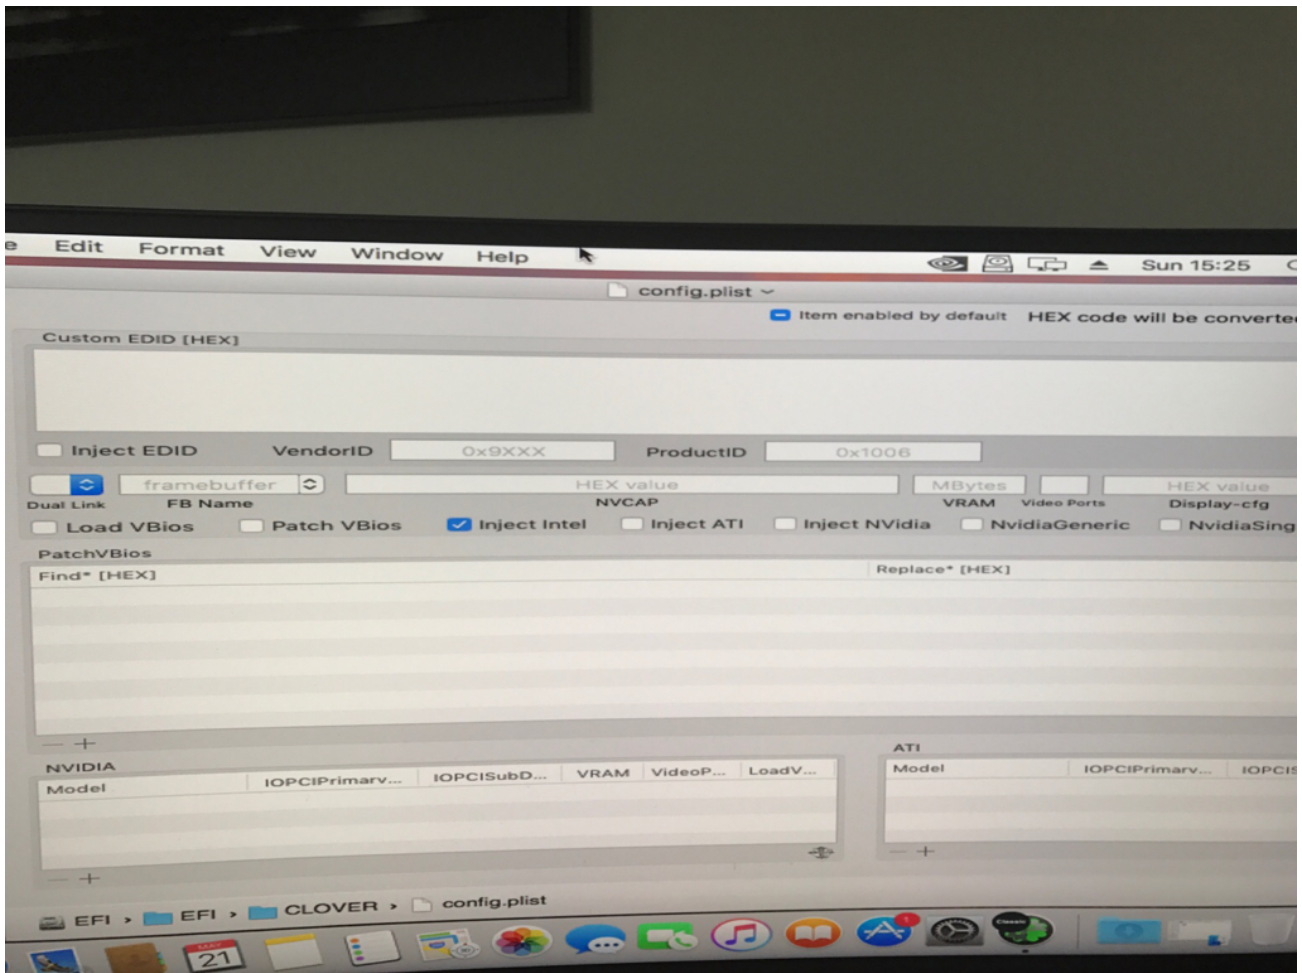 Edit Format View Window Help Sun 15:25
config.plist
Item enabled by default HEX code will be converte
Custom EDID [HEX]
Inject EDID VendorID 0x9XXX ProductID 0x1006
framebuffer HEX value MBytes HEX value
Dual Link FB Name NVCAP VRAM Video Ports Display-cfg
Load VBios Patch VBios Inject Intel Inject ATI Inject NVidia NvidiaGeneric NvidiaSing
PatchVBios
Find* [HEX] Replace* [HEX]
NVIDIA ATI
Model IOPCIPrimary... IOPCISubD... VRAM VideoP... LoadV... Model IOPCIPrimary... IOPCIS
EFI › EFI › CLOVER › config.plist
MAY
21
1
Classic